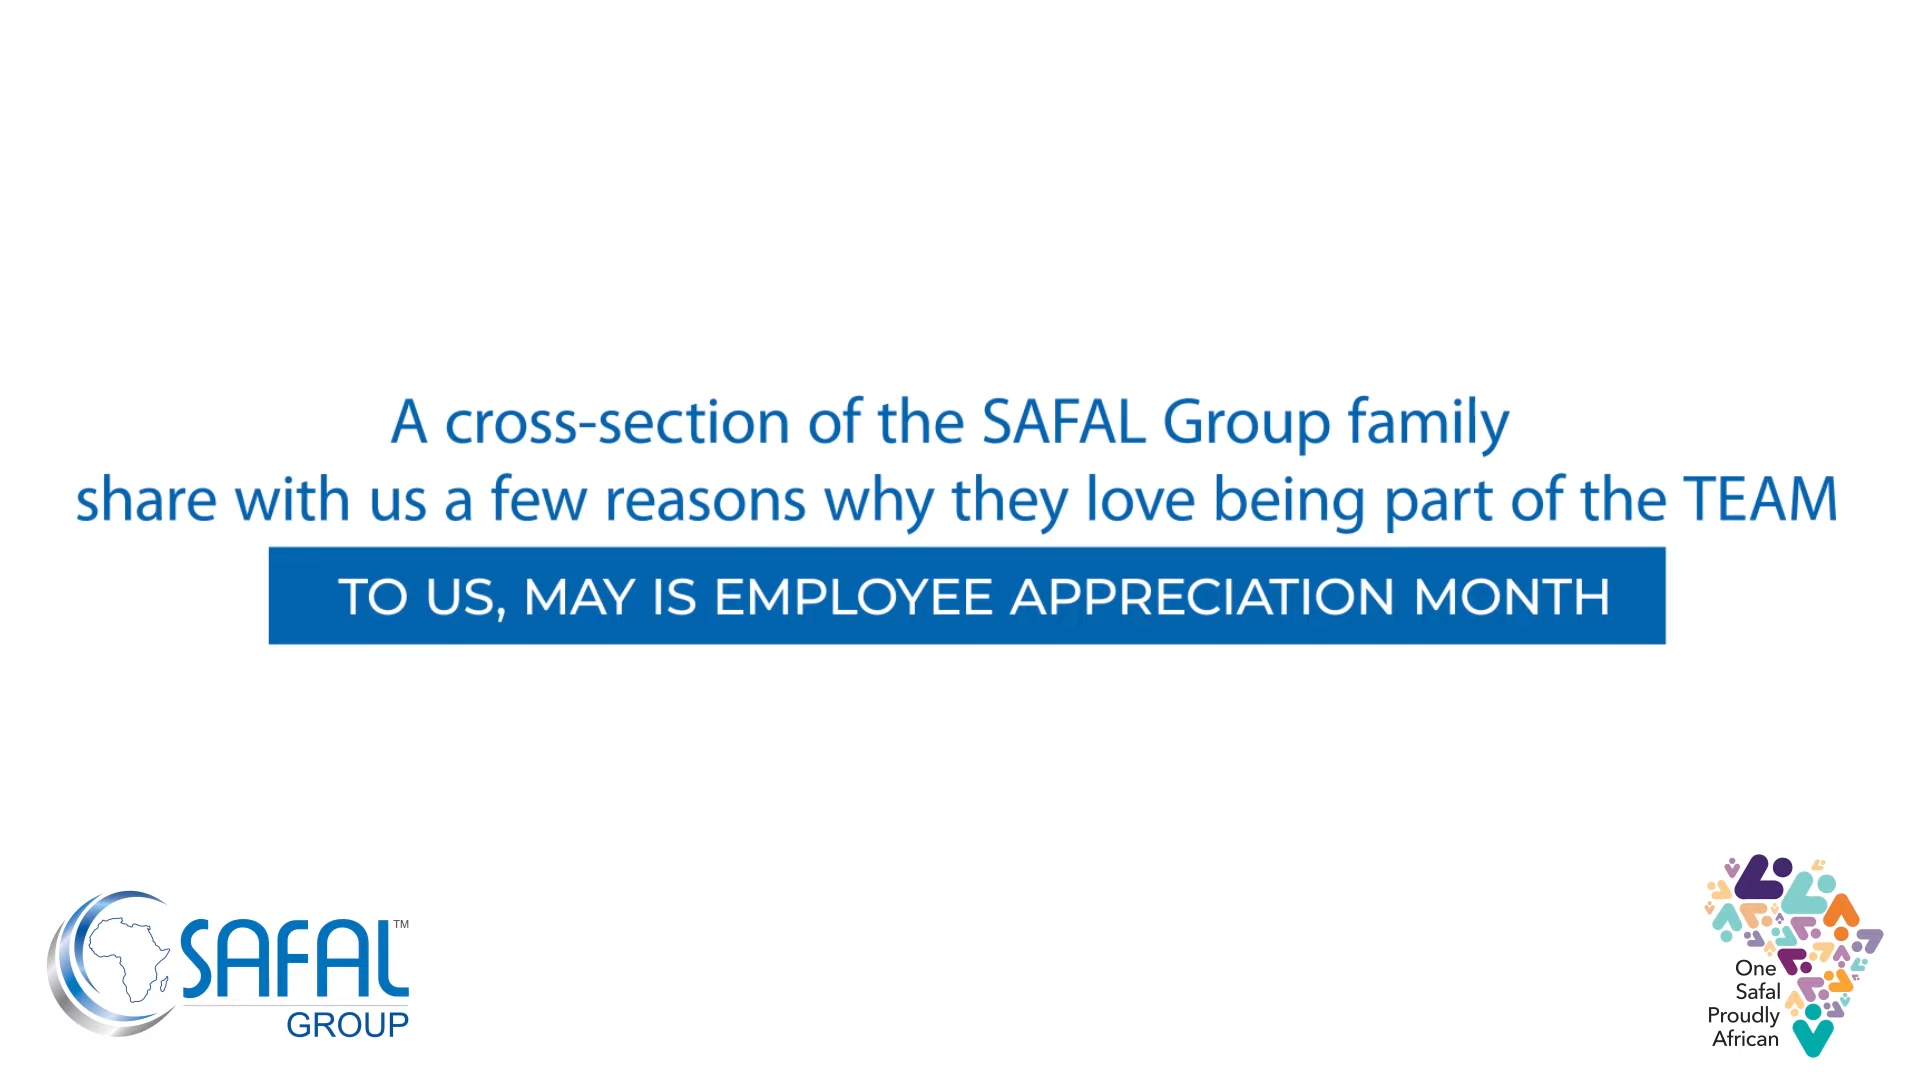 A cross-section of the SAFAL Group family
share with us a few reasons why they love being part of the TEAM
TO US, MAY IS EMPLOYEE APPRECIATION MONTH
SAFAL™
GROUP
One
Safal
Proudly
African